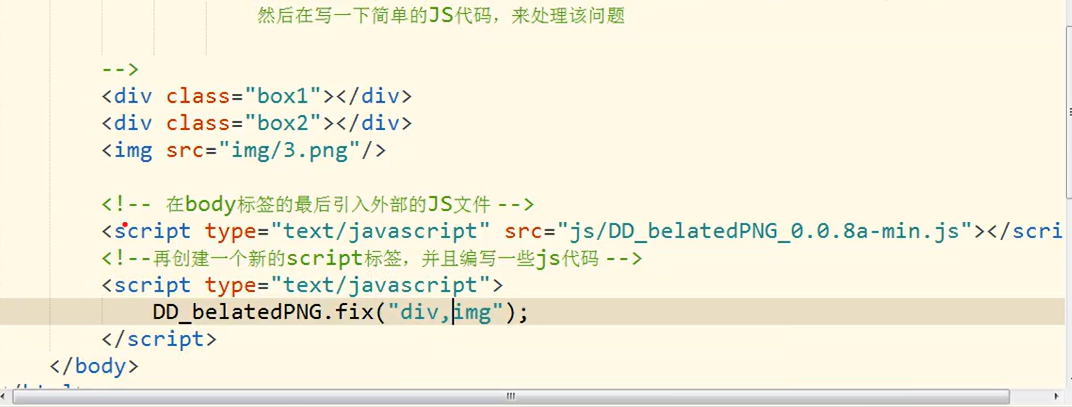 然后在写一下简单的JS代码，来处理该问题
-->
<div class="box1"></div>
<div class="box2"></div>
<img src="img/3.png"/>
<!-- 在body标签的最后引入外部的JS文件 -->
<script type="text/javascript" src="js/DD_belatedPNG_0.0.8a-min.js"></scri
<!--再创建一个新的script标签，并且编写一些js代码 -->
<script type="text/javascript">
DD_belatedPNG.fix("div,img");
</script>
</body>